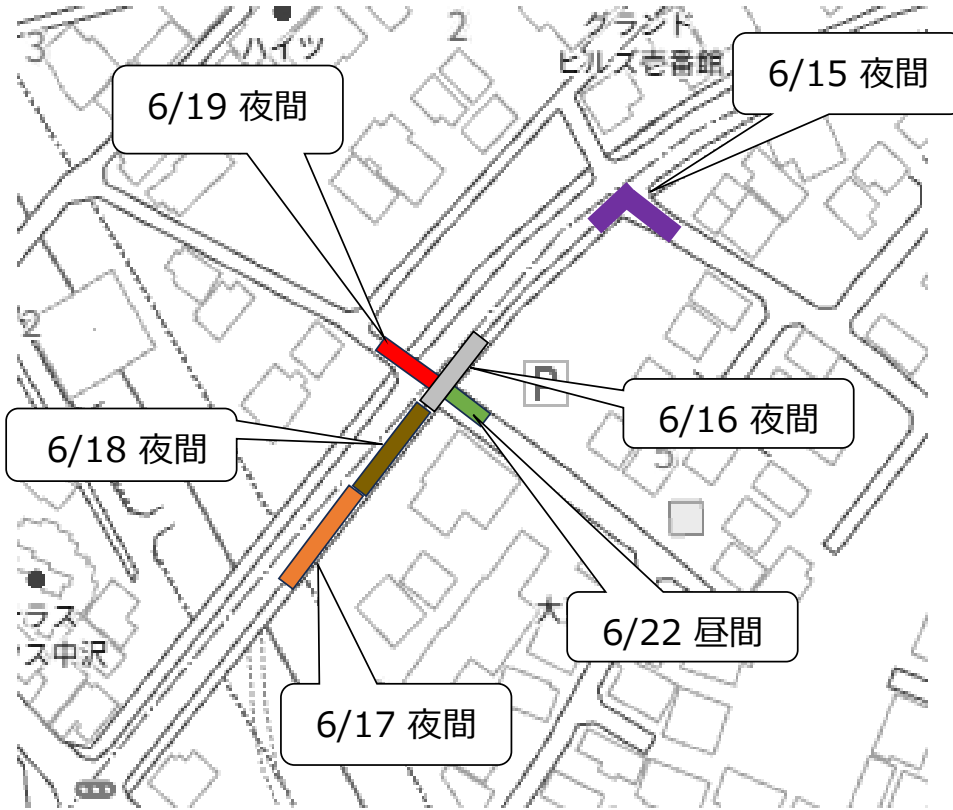 3
ハイツ
2
グランド
ヒルズ壱番館
6/15 夜間
6/19 夜間
2
P
6/16 夜間
6/18 夜間
5
ラス
ス中沢
大
6/22 昼間
6/17 夜間